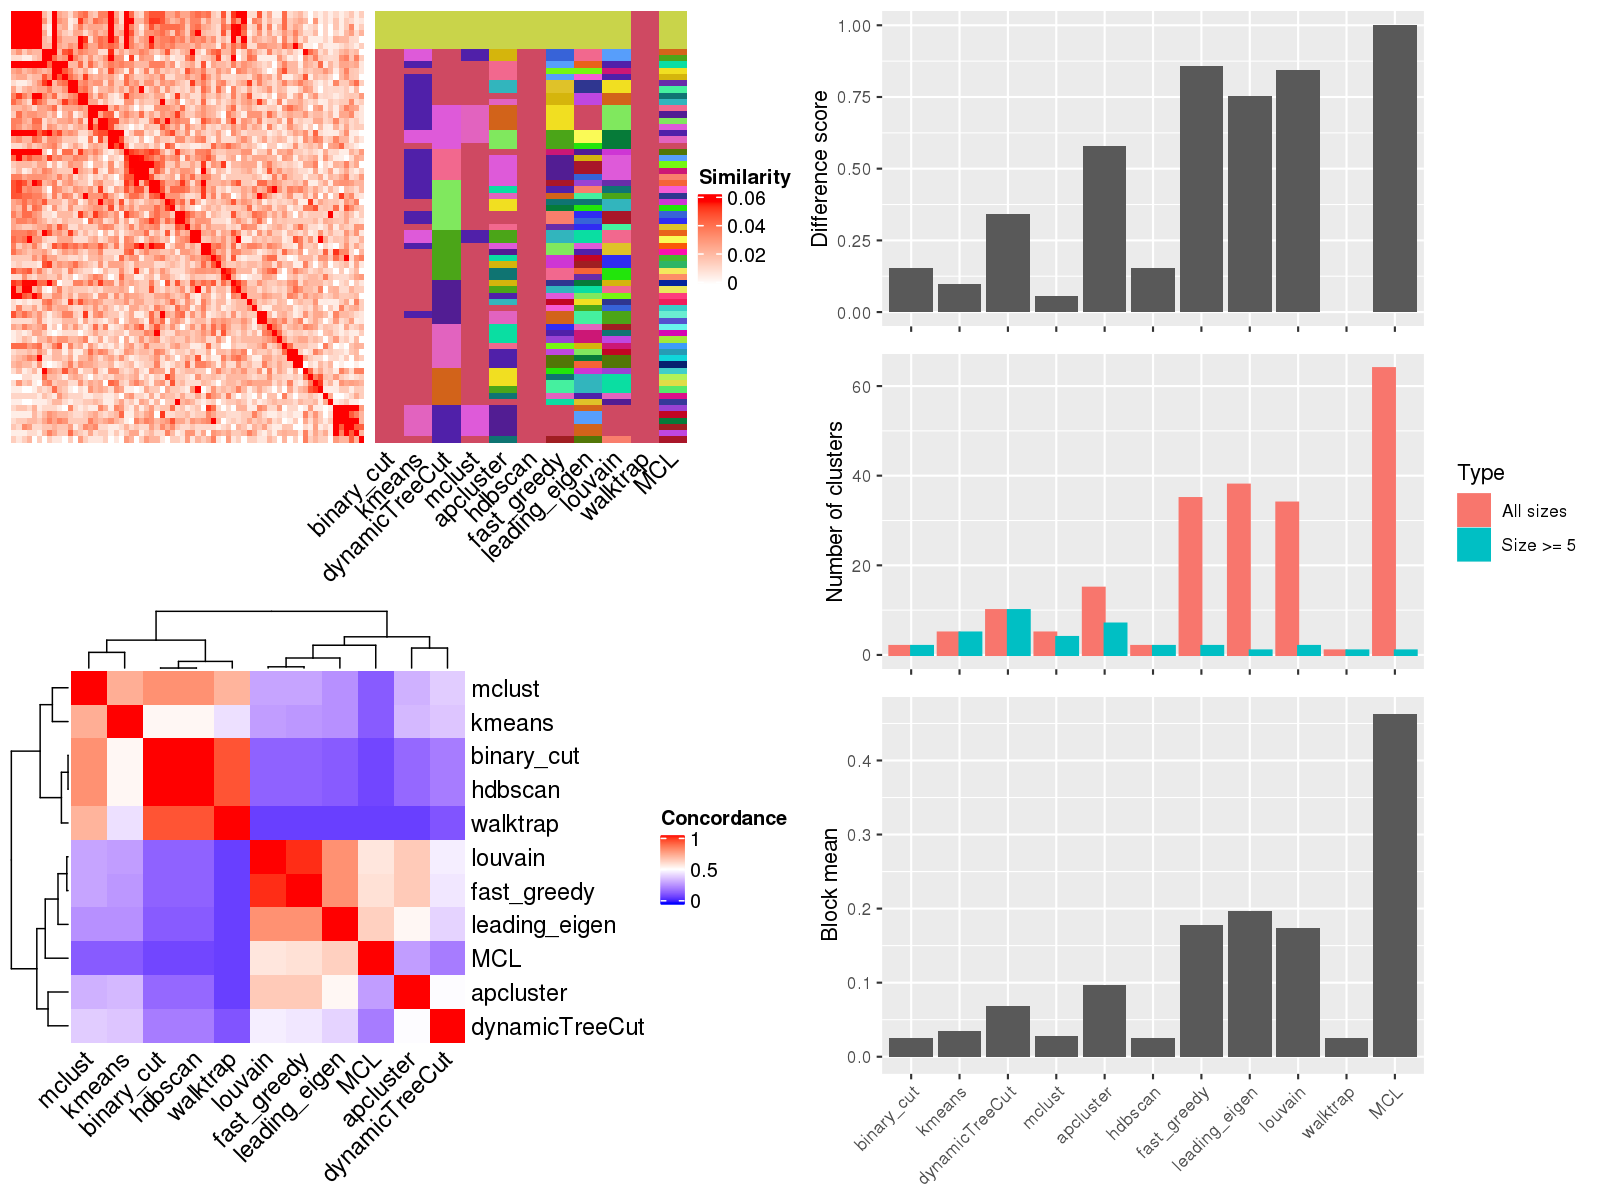 Similarity
0.06
0.04
0.02
0
binary_cut
kmeans
dynamicTreeCut
mclust
apcluster
hdbscan
fast_greedy
leading_eigen
louvain
walktrap
MCL
mclust
kmeans
binary_cut
hdbscan
walktrap
louvain
fast_greedy
leading_eigen
MCL
apcluster
dynamicTreeCut
Concordance
1
0.5
0
mclust
kmeans
binary_cut
hdbscan
walktrap
louvain
fast_greedy
leading_eigen
MCL
apcluster
dynamicTreeCut
Difference score
1.00
0.75
0.50
0.25
0.00
Number of clusters
60
40
20
0
Type
All sizes
Size >= 5
Block mean
0.4
0.3
0.2
0.1
0.0
binary_cut
kmeans
dynamicTreeCut
mclust
apcluster
hdbscan
fast_greedy
leading_eigen
louvain
walktrap
MCL